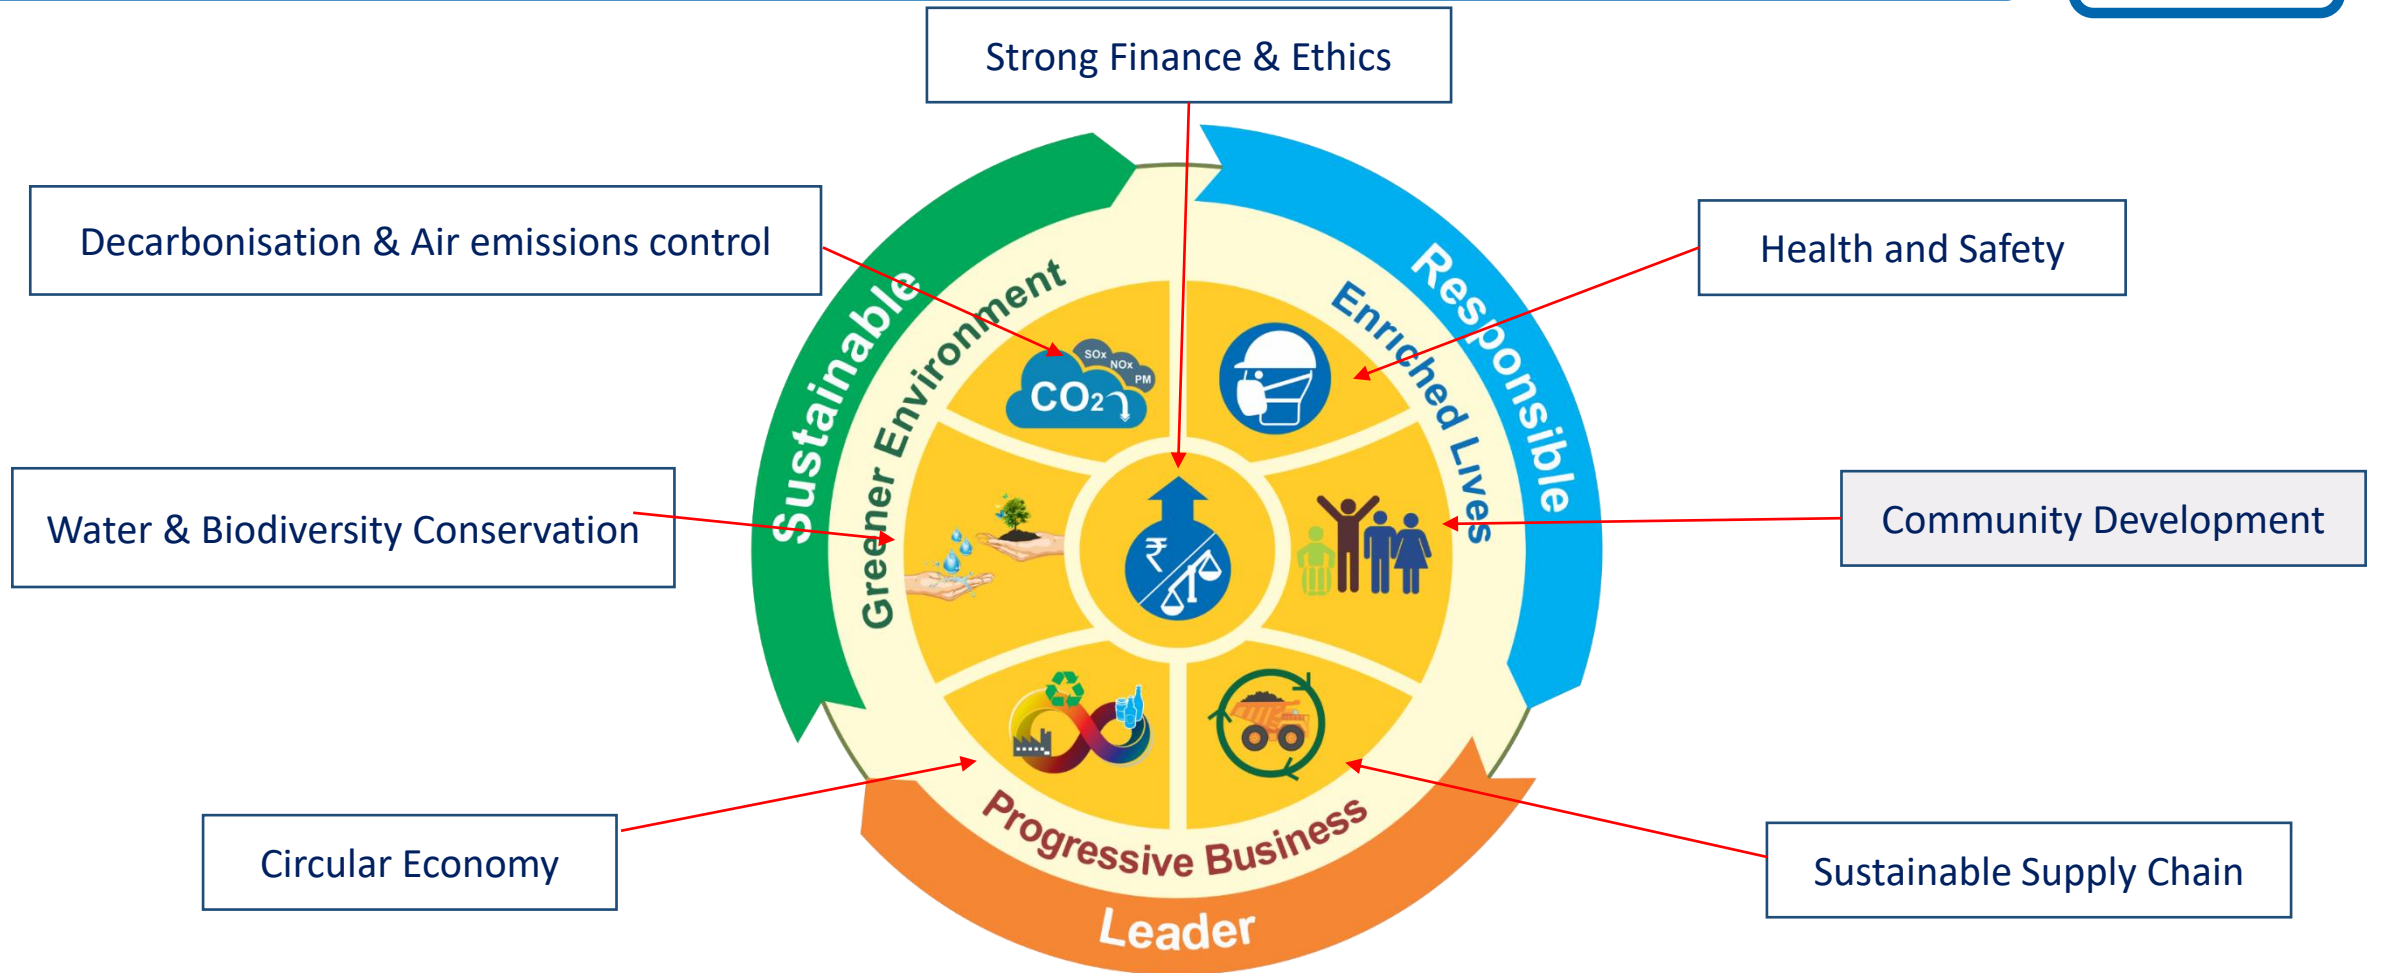 Strong Finance & Ethics
Decarbonisation & Air emissions control
Health and Safety
Sustainable
Responsible
Greener Environment
Enriched Lives
SOx
NOx
PM
CO2
Water & Biodiversity Conservation
Community Development
₹
Circular Economy
Progressive Business
Sustainable Supply Chain
Leader